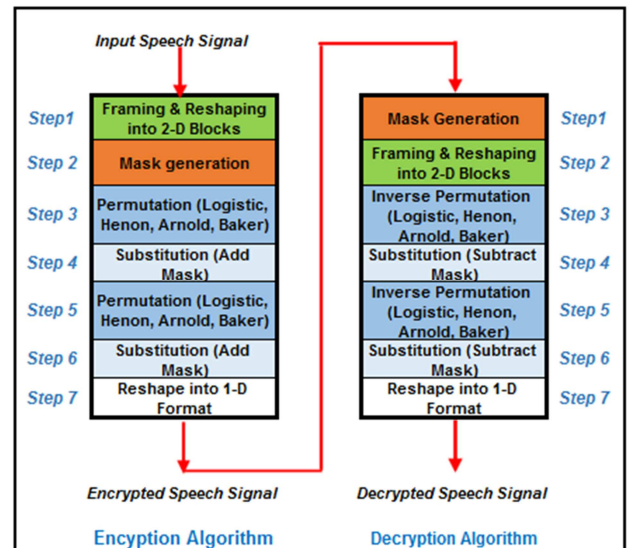 Input Speech Signal
Step1
Framing & Reshaping
into 2-D Blocks
Step 2
Mask generation
Step 3
Permutation (Logistic,
Henon, Arnold, Baker)
Step 4
Substitution (Add
Mask)
Step 5
Permutation (Logistic,
Henon, Arnold, Baker)
Step 6
Substitution (Add
Mask)
Step 7
Reshape into 1-D
Format
Encrypted Speech Signal
Encyption Algorithm
Mask Generation
Step1
Framing & Reshaping
into 2-D Blocks
Step 2
Inverse Permutation
(Logistic, Henon,
Arnold, Baker)
Step 3
Substitution (Subtract
Mask)
Step 4
Inverse Permutation
(Logistic, Henon,
Arnold, Baker)
Step 5
Substitution (Subtract
Mask)
Step 6
Reshape into 1-D
Format
Step 7
Decrypted Speech Signal
Decryption Algorithm